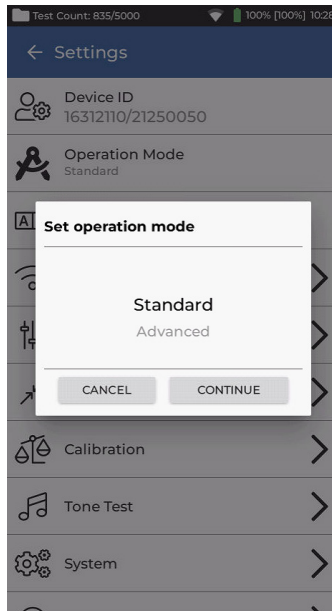 Test Count: 835/5000 100% [100%] 10:28
← Settings
Device ID
16312110/21250050
Operation Mode
Standard
A
Set operation mode
Standard
Advanced
CANCEL CONTINUE
Calibration
Tone Test
System